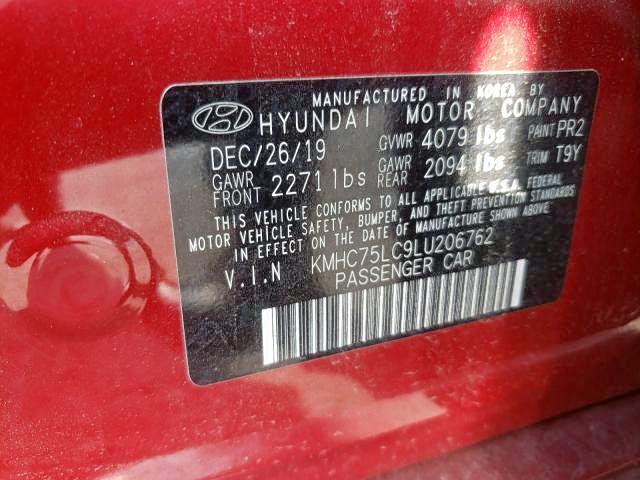 MANUFACTURED IN KOREA BY
HYUNDAI MOTOR COMPANY
DEC/26/19 GVWR 4079 lbs PAINT PR2
GAWR FRONT 2271 lbs GAWR REAR 2094 lbs TRIM T9Y
THIS VEHICLE CONFORMS TO ALL APPLICABLE U.S.A. FEDERAL
MOTOR VEHICLE SAFETY, BUMPER, AND THEFT PREVENTION STANDARDS
IN EFFECT ON THE DATE OF MANUFACTURE SHOWN ABOVE.
V.I.N KMHC75LC9LU206762
PASSENGER CAR